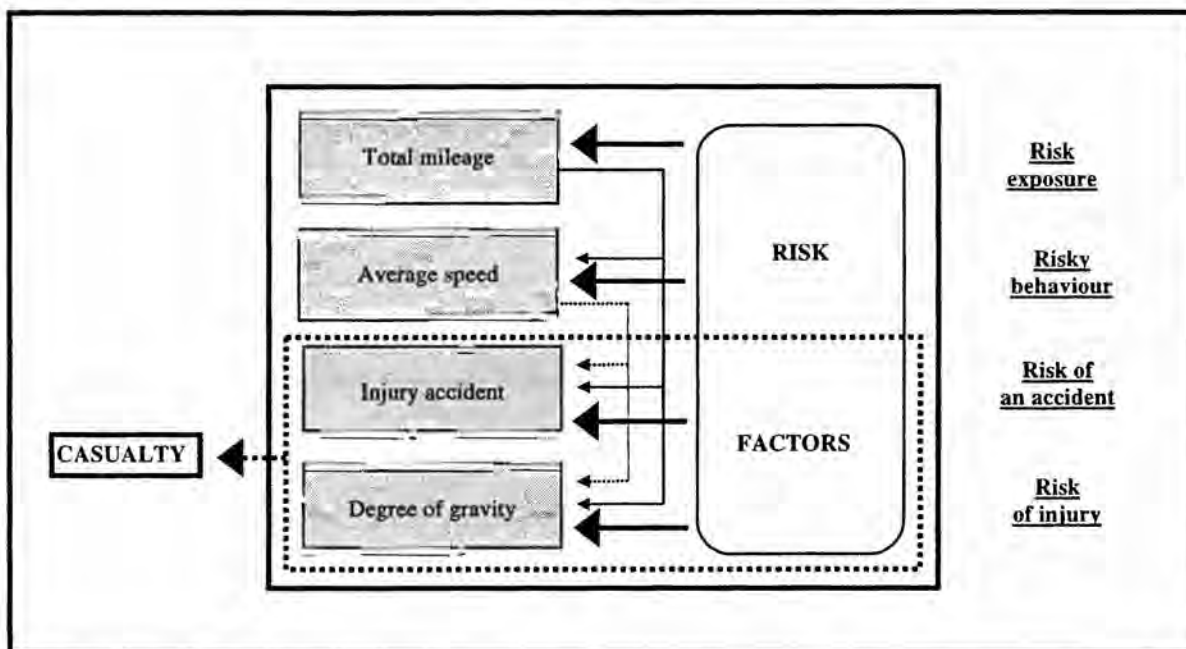 Total mileage
Risk
exposure
Average speed
RISK
Risky
behaviour
Injury accident
Risk of
an accident
CASUALTY
FACTORS
Degree of gravity
Risk
of injury